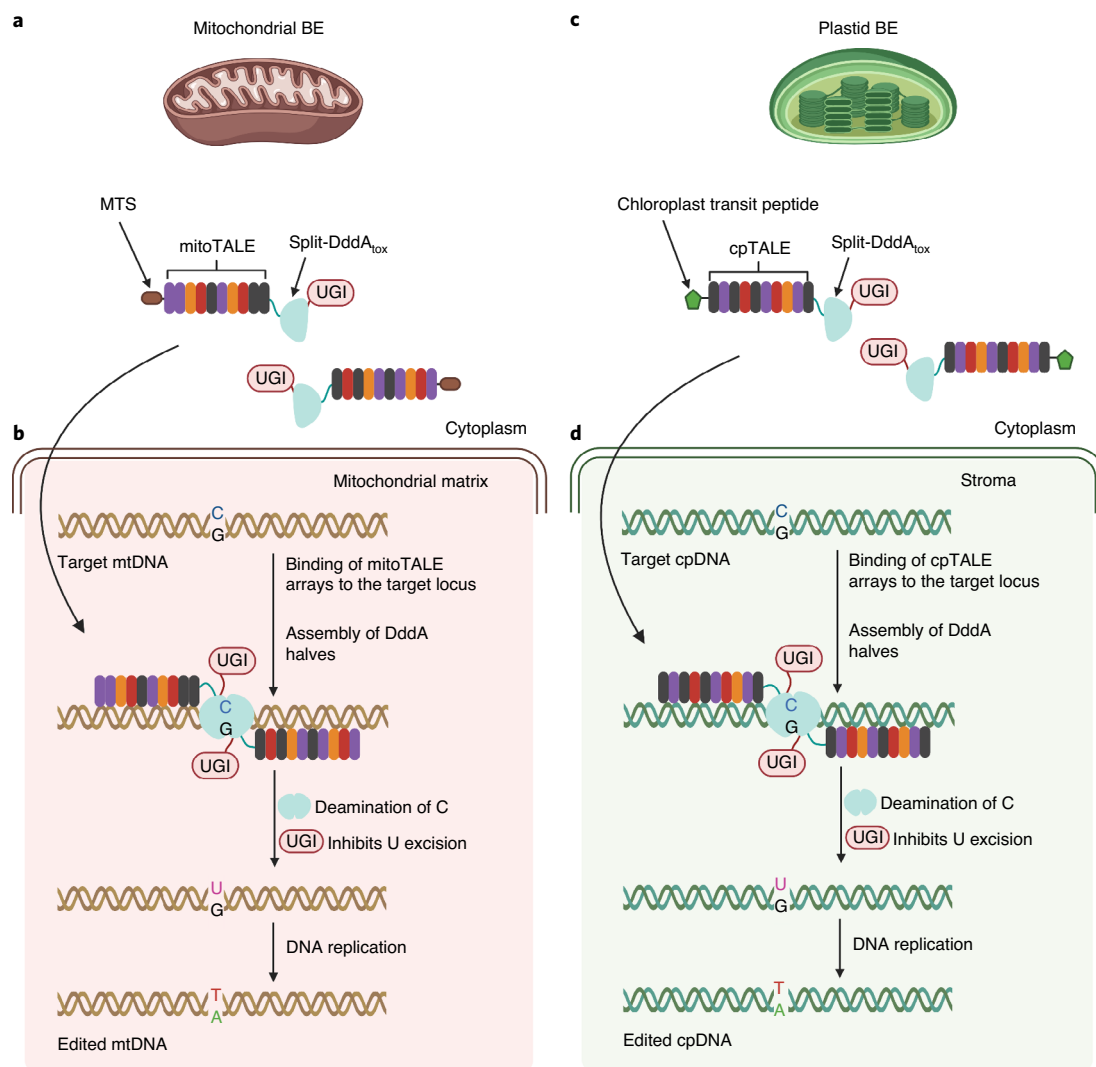 a
Mitochondrial BE
MTS
mitoTALE
Split-DddAtox
UGI
UGI
Cytoplasm
b
Mitochondrial matrix
C
G
Target mtDNA
Binding of mitoTALE
arrays to the target locus
Assembly of DddA
halves
UGI
C
G
UGI
Deamination of C
UGI Inhibits U excision
U
G
DNA replication
T
A
Edited mtDNA
c
Plastid BE
Chloroplast transit peptide
cpTALE
Split-DddAtox
UGI
UGI
Cytoplasm
d
Stroma
C
G
Target cpDNA
Binding of cpTALE
arrays to the target locus
Assembly of DddA
halves
UGI
C
G
UGI
Deamination of C
UGI Inhibits U excision
U
G
DNA replication
T
A
Edited cpDNA